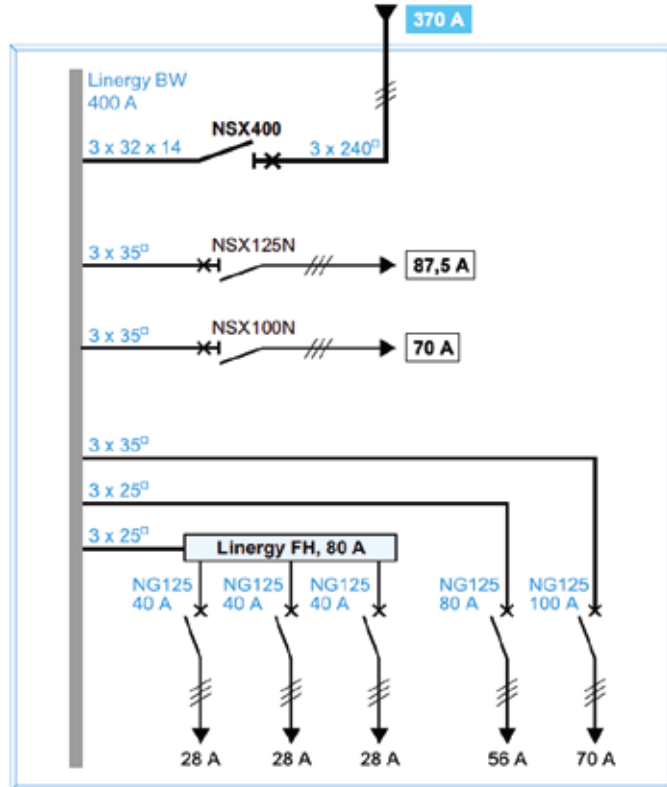 370 A
Linergy BW
400 A
NSX400
3 x 32 x 14
3 x 240□
3 x 35□
NSX125N
87,5 A
3 x 35□
NSX100N
70 A
3 x 35□
3 x 25□
3 x 25□
Linergy FH, 80 A
NG125
40 A
NG125
40 A
NG125
40 A
NG125
80 A
NG125
100 A
28 A
28 A
28 A
56 A
70 A